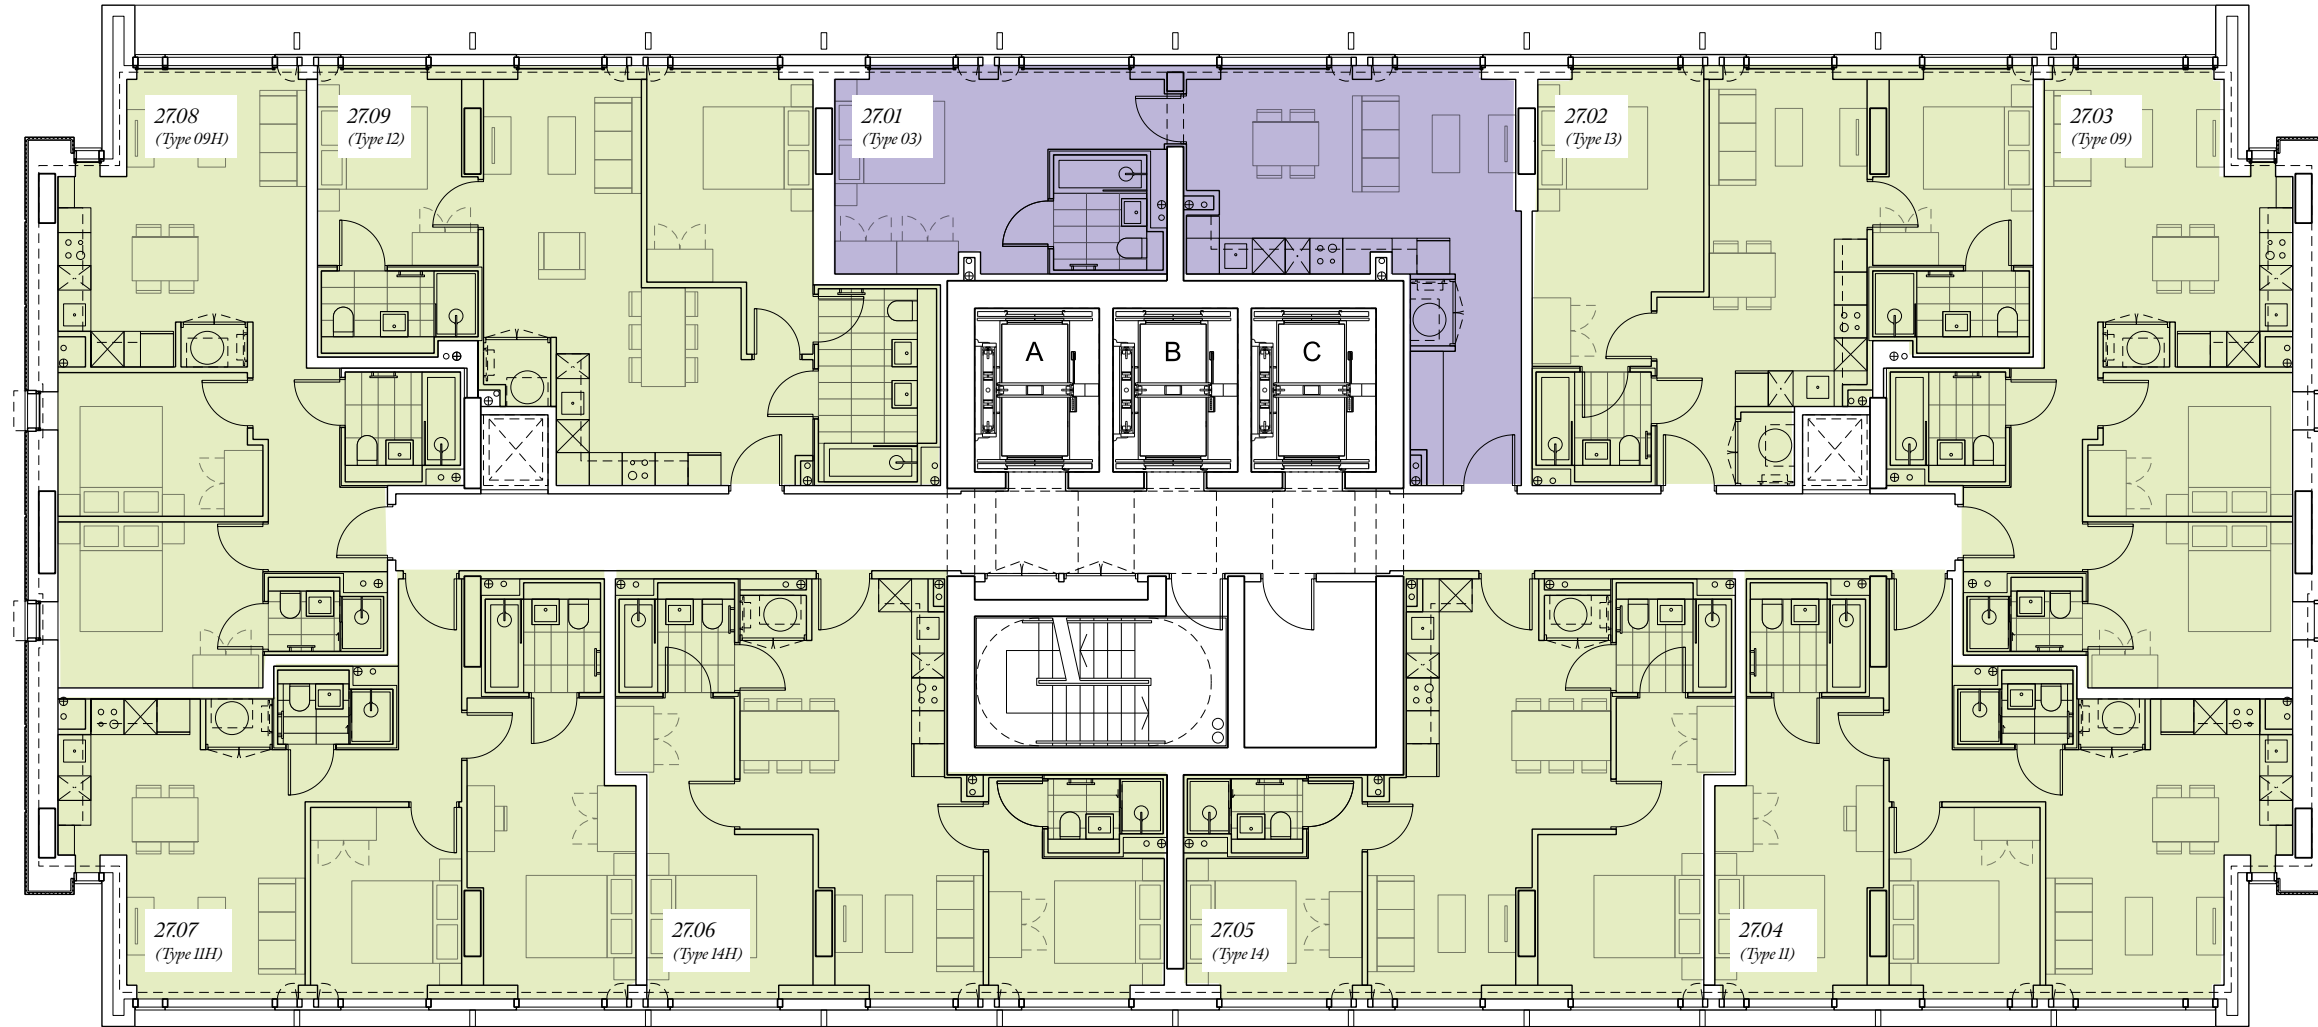 27.08
(Type 09H)
27.09
(Type 12)
27.01
(Type 03)
27.02
(Type 13)
27.03
(Type 09)
A
B
C
27.07
(Type 11H)
27.06
(Type 14H)
27.05
(Type 14)
27.04
(Type 11)